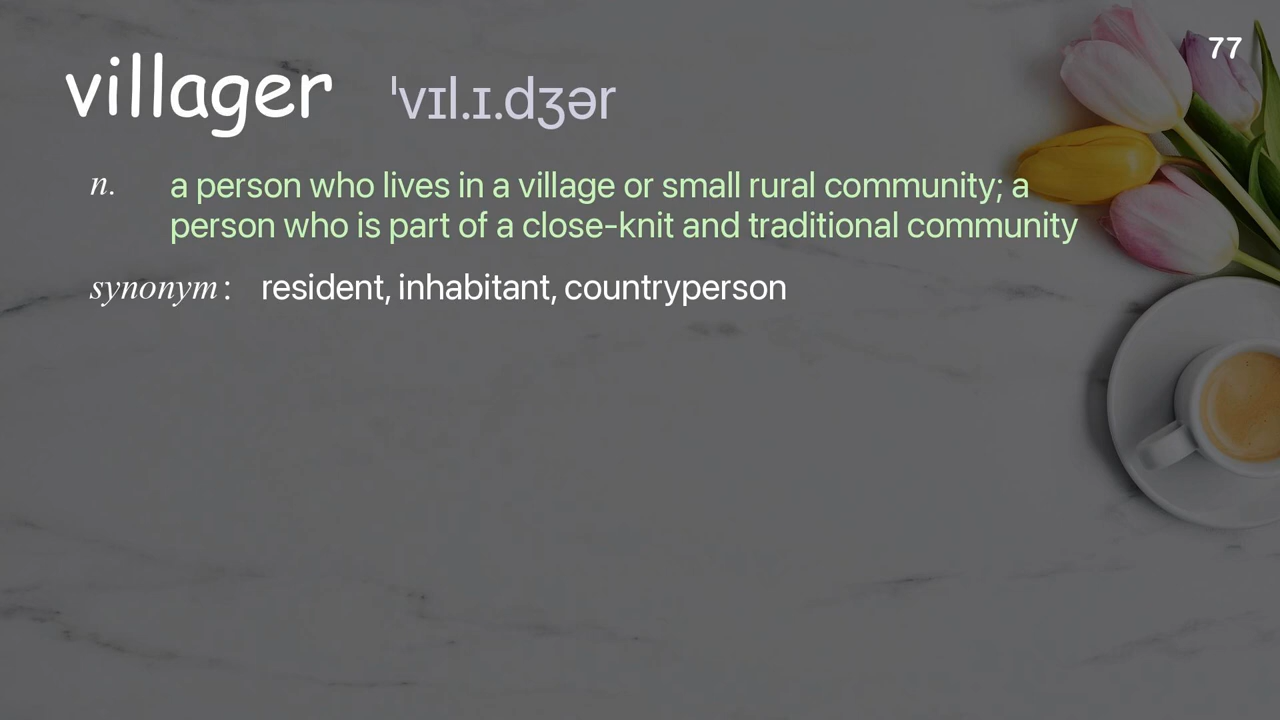 77
villager ˈvɪl.ɪ.dʒər
n. a person who lives in a village or small rural community; a
person who is part of a close-knit and traditional community
synonym: resident, inhabitant, countryperson